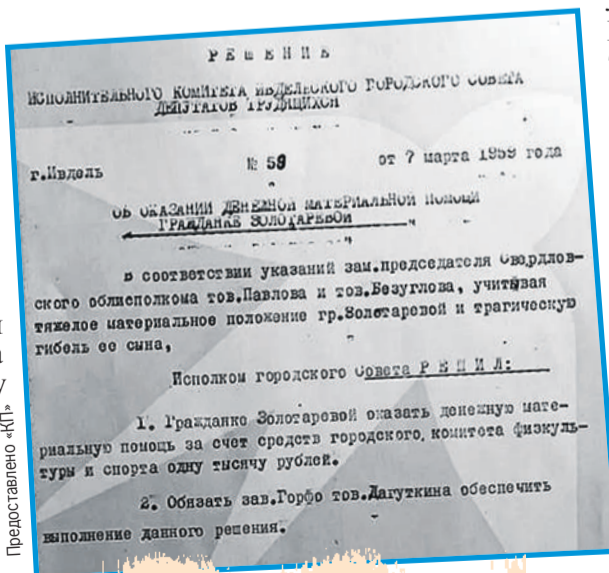 РЕШЕНИЕ
ИСПОЛНИТЕЛЬНОГО КОМИТЕТА ИВДЕЛЬСКОГО ГОРОДСКОГО СОВЕТА
ДЕПУТАТОВ ТРУДЯЩИХСЯ
г.Ивдель № 59 от 7 марта 1959 года
ОБ ОКАЗАНИИ ДЕНЕЖНОЙ МАТЕРИАЛЬНОЙ ПОМОЩИ
ГРАЖДАНКЕ ЗОЛОТАРЕВОЙ
В соответствии указаний зам.председателя Свердлов-
ского облисполкома тов.Павлова и тов.Безуглова, учитывая
тяжелое материальное положение гр.Золотаревой и трагическую
гибель ее сына,
Исполком городского Совета РЕШИЛ:
1. Гражданке Золотаревой оказать денежную мате-
риальную помощь за счет средств городского комитета физкуль-
туры и спорта одну тысячу рублей.
2. Обязать зав.Горфо тов.Дагуткина обеспечить
выполнение данного решения.
Предоставлено «КП»